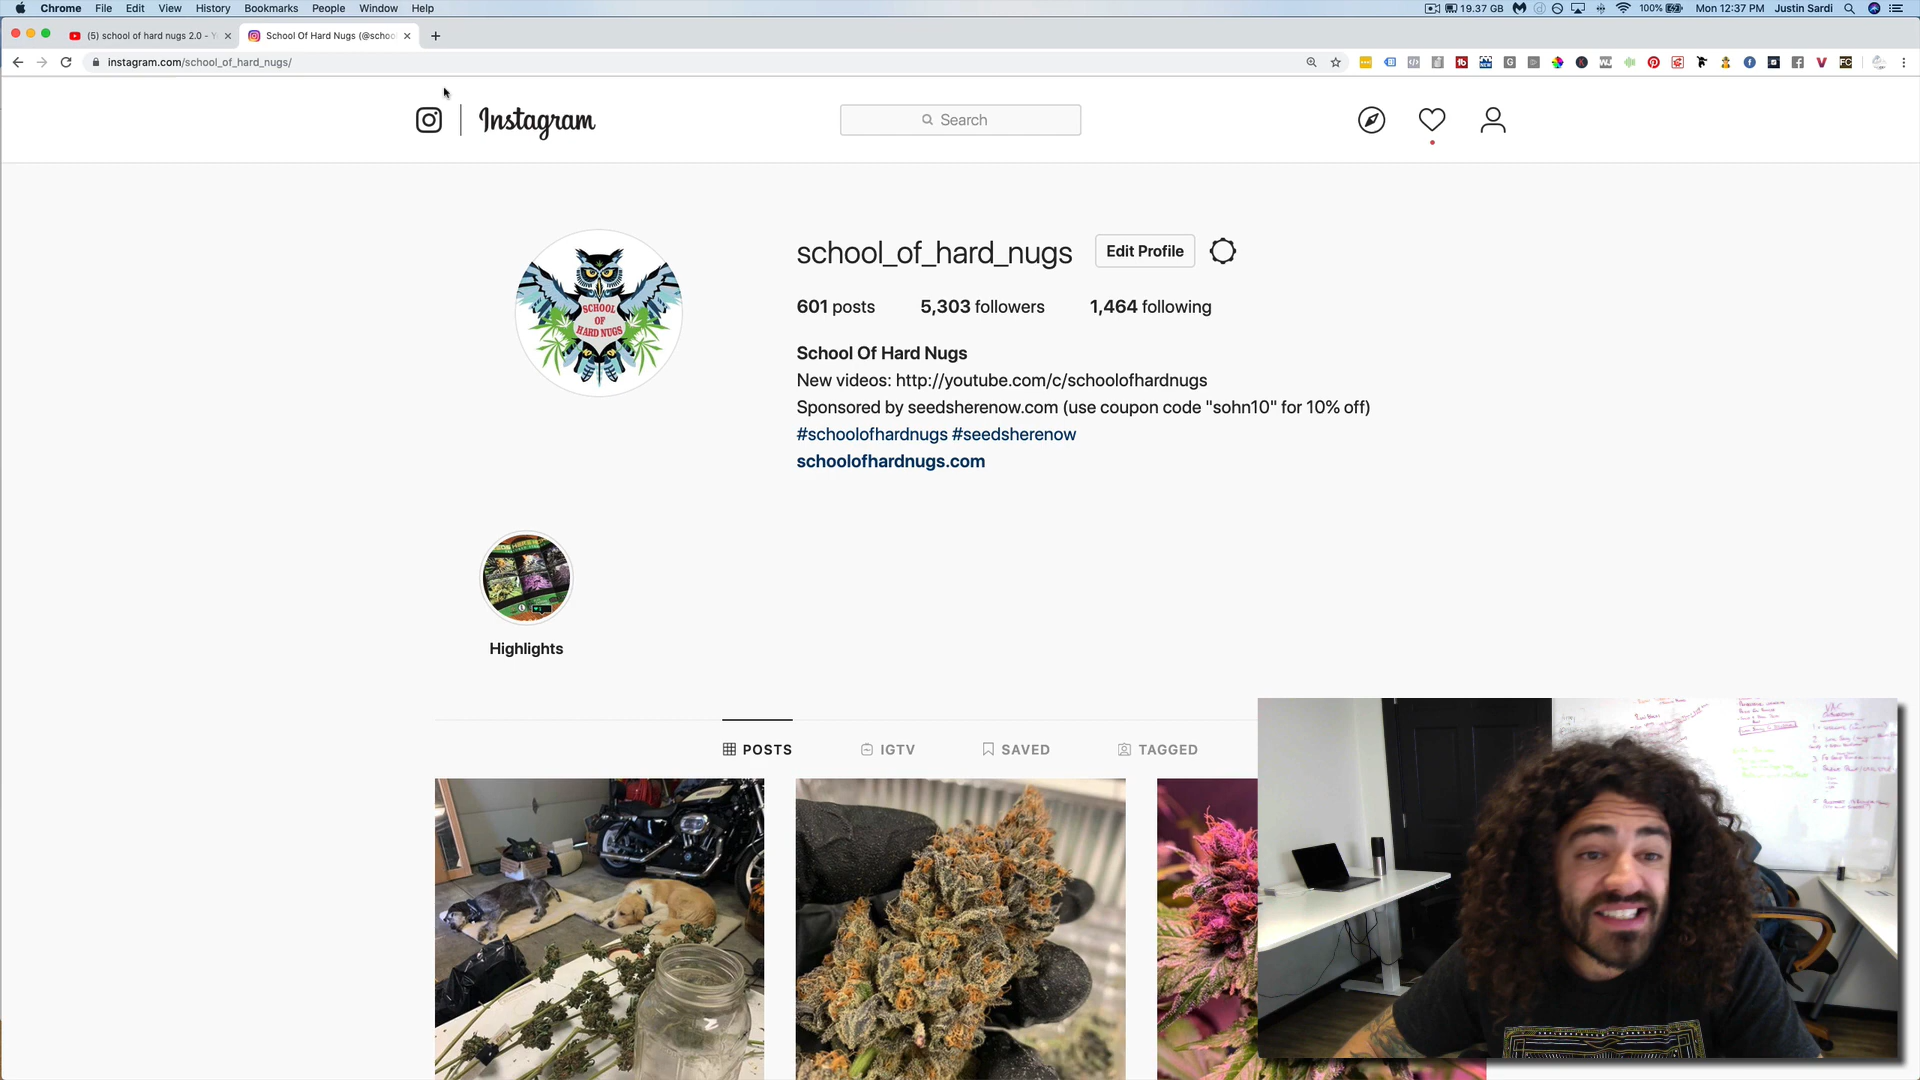 Chrome File Edit View History Bookmarks People Window Help
19.37 GB 100% Mon 12:37 PM Justin Sardi
(5) school of hard nugs 2.0 - Y
School Of Hard Nugs (@schoo
instagram.com/school_of_hard_nugs/
Instagram
Search
school_of_hard_nugs Edit Profile
601 posts 5,303 followers 1,464 following
School Of Hard Nugs
New videos: http://youtube.com/c/schoolofhardnugs
Sponsored by seedsherenow.com (use coupon code "sohn10" for 10% off)
#schoolofhardnugs #seedsherenow
schoolofhardnugs.com
SCHOOL
OF
HARD NUGS
Highlights
POSTS IGTV SAVED TAGGED